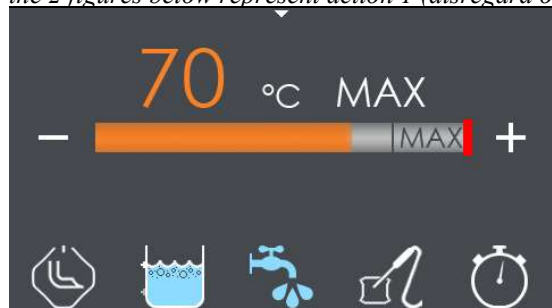 the 2 figures below represent action 1 (disregard o
70 °C MAX
− MAX +